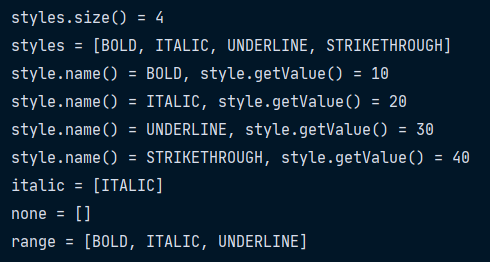 styles.size() = 4
styles = [BOLD, ITALIC, UNDERLINE, STRIKETHROUGH]
style.name() = BOLD, style.getValue() = 10
style.name() = ITALIC, style.getValue() = 20
style.name() = UNDERLINE, style.getValue() = 30
style.name() = STRIKETHROUGH, style.getValue() = 40
italic = [ITALIC]
none = []
range = [BOLD, ITALIC, UNDERLINE]